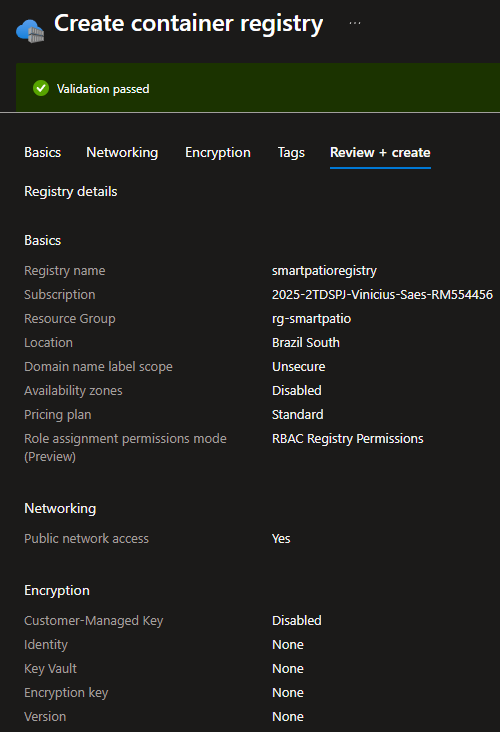 Create container registry ...
Validation passed
Basics Networking Encryption Tags Review + create
Registry details
Basics
Registry name smartpatioregistry
Subscription 2025-2TDSPJ-Vinicius-Saes-RM554456
Resource Group rg-smartpatio
Location Brazil South
Domain name label scope Unsecure
Availability zones Disabled
Pricing plan Standard
Role assignment permissions mode RBAC Registry Permissions
(Preview)
Networking
Public network access Yes
Encryption
Customer-Managed Key Disabled
Identity None
Key Vault None
Encryption key None
Version None